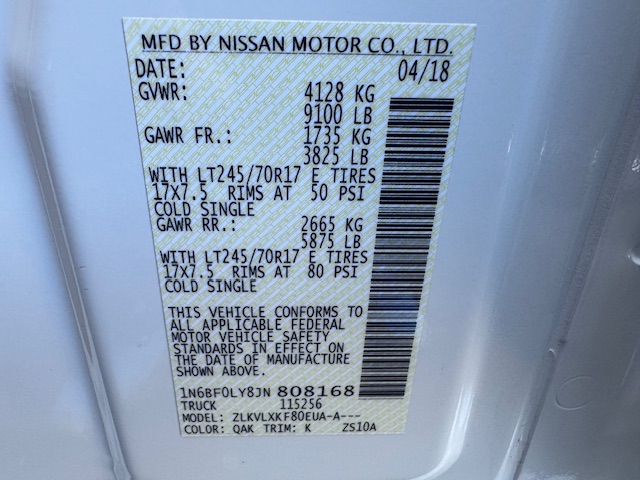 MFD BY NISSAN MOTOR CO., LTD.
DATE: 04/18
GVWR: 4128 KG
9100 LB
GAWR FR.: 1735 KG
3825 LB
WITH LT245/70R17 E TIRES
17X7.5 RIMS AT 50 PSI
COLD SINGLE
GAWR RR.: 2665 KG
5875 LB
WITH LT245/70R17 E TIRES
17X7.5 RIMS AT 80 PSI
COLD SINGLE
THIS VEHICLE CONFORMS TO
ALL APPLICABLE FEDERAL
MOTOR VEHICLE SAFETY
STANDARDS IN EFFECT ON
THE DATE OF MANUFACTURE
SHOWN ABOVE.
1N6BF0LY8JN 808168
TRUCK 115256
MODEL: ZLKVLXKF80EUA-A---
COLOR: QAK TRIM: K ZS10A